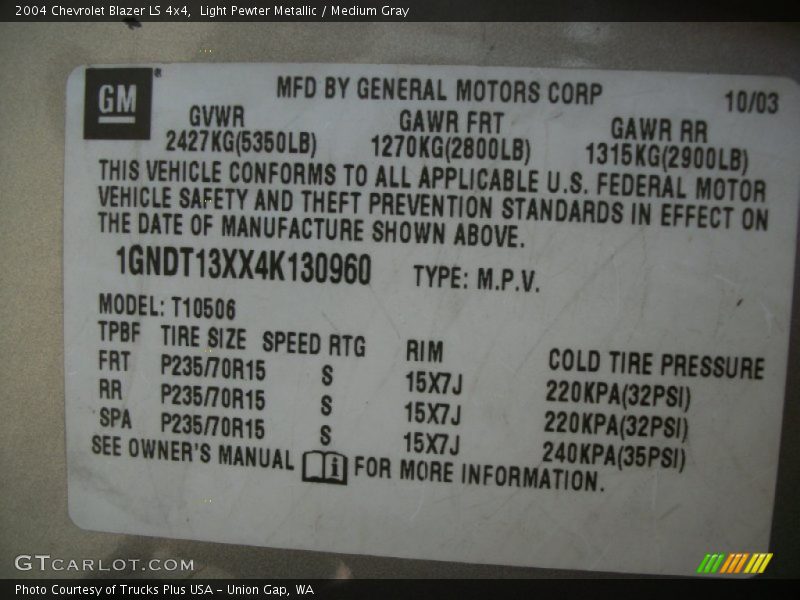 2004 Chevrolet Blazer LS 4x4, Light Pewter Metallic / Medium Gray
GM
MFD BY GENERAL MOTORS CORP 10/03
GVWR GAWR FRT GAWR RR
2427KG(5350LB) 1270KG(2800LB) 1315KG(2900LB)
THIS VEHICLE CONFORMS TO ALL APPLICABLE U.S. FEDERAL MOTOR
VEHICLE SAFETY AND THEFT PREVENTION STANDARDS IN EFFECT ON
THE DATE OF MANUFACTURE SHOWN ABOVE.
1GNDT13XX4K130960 TYPE: M.P.V.
MODEL: T10506
TPBF TIRE SIZE SPEED RTG RIM COLD TIRE PRESSURE
FRT P235/70R15 S 15X7J 220KPA(32PSI)
RR P235/70R15 S 15X7J 220KPA(32PSI)
SPA P235/70R15 S 15X7J 240KPA(35PSI)
SEE OWNER'S MANUAL i FOR MORE INFORMATION.
GTCARLOT.COM
Photo Courtesy of Trucks Plus USA – Union Gap, WA